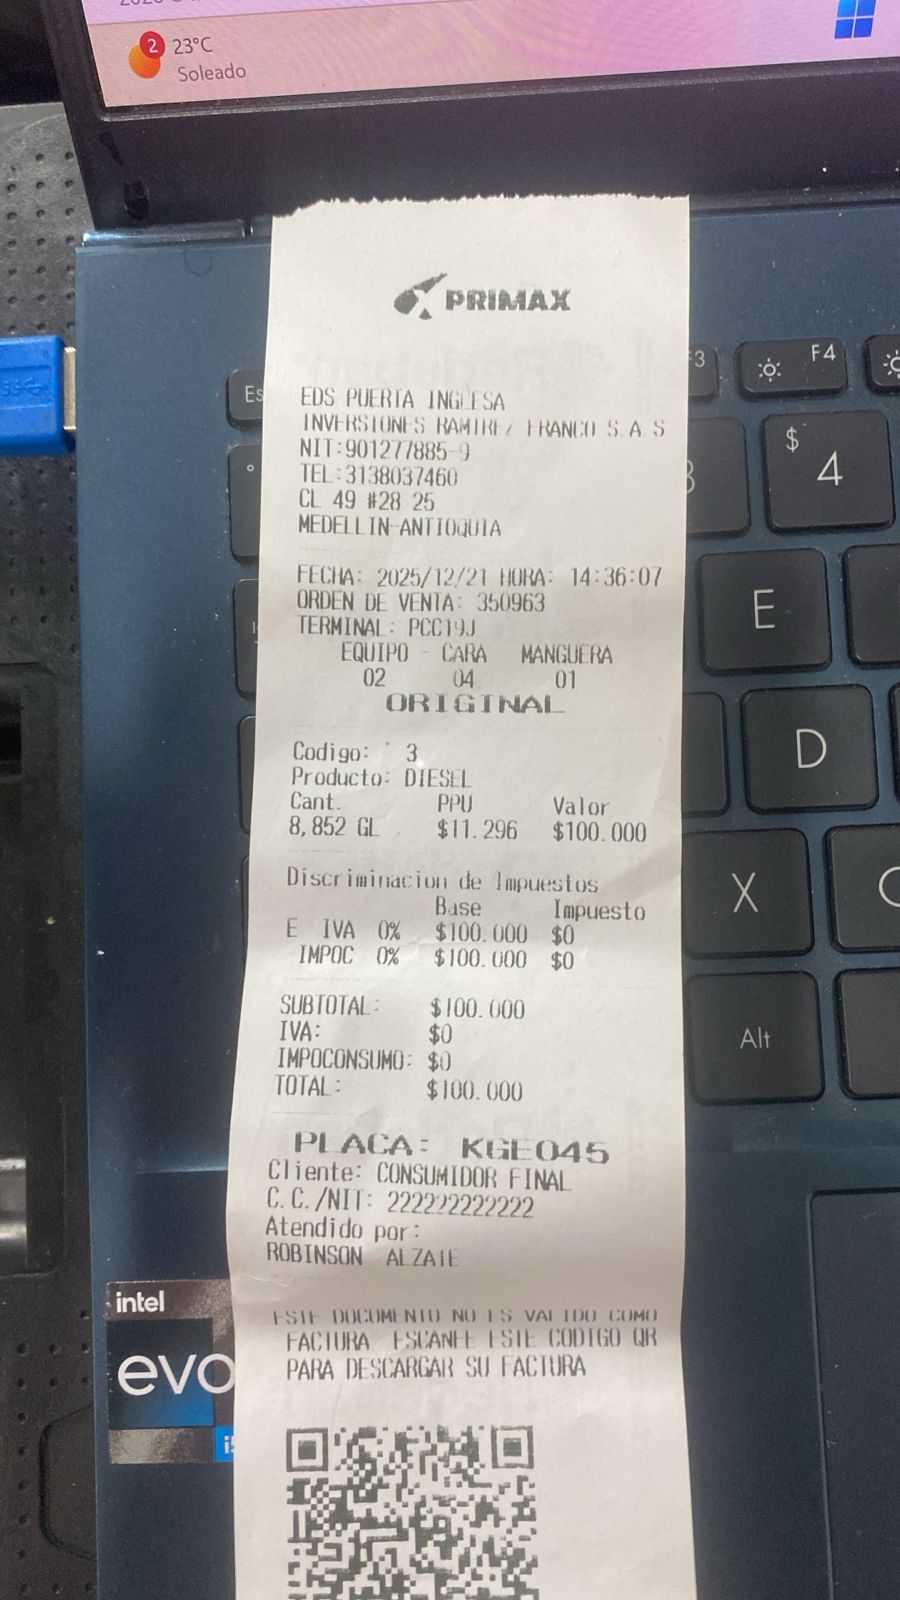 2
23°C
Soleado
PRIMAX
EDS PUERTA INGLESA
INVERSIONES RAMIREZ FRANCO S.A.S
NIT:901277885-9
TEL:3138037460
CL 49 #28 25
MEDELLIN-ANTIOQUIA
FECHA: 2025/12/21 HORA: 14:36:07
ORDEN DE VENTA: 350963
TERMINAL: PCC19J
EQUIPO - CARA MANGUERA
02 04 01
ORIGINAL
Codigo: 3
Producto: DIESEL
Cant. PPU Valor
8,852 GL $11.296 $100.000
Discriminacion de Impuestos
Base Impuesto
E IVA 0% $100.000 $0
IMPOC 0% $100.000 $0
SUBTOTAL: $100.000
IVA: $0
IMPOCONSUMO: $0
TOTAL: $100.000
PLACA: KGE045
Cliente: CONSUMIDOR FINAL
C.C./NIT: 222222222222
Atendido por:
ROBINSON ALZATE
ESTE DOCUMENTO NO ES VALIDO COMO
FACTURA. ESCANEE ESTE CODIGO QR
PARA DESCARGAR SU FACTURA
Es
F4
$
4
E
D
X
Alt
intel
evo